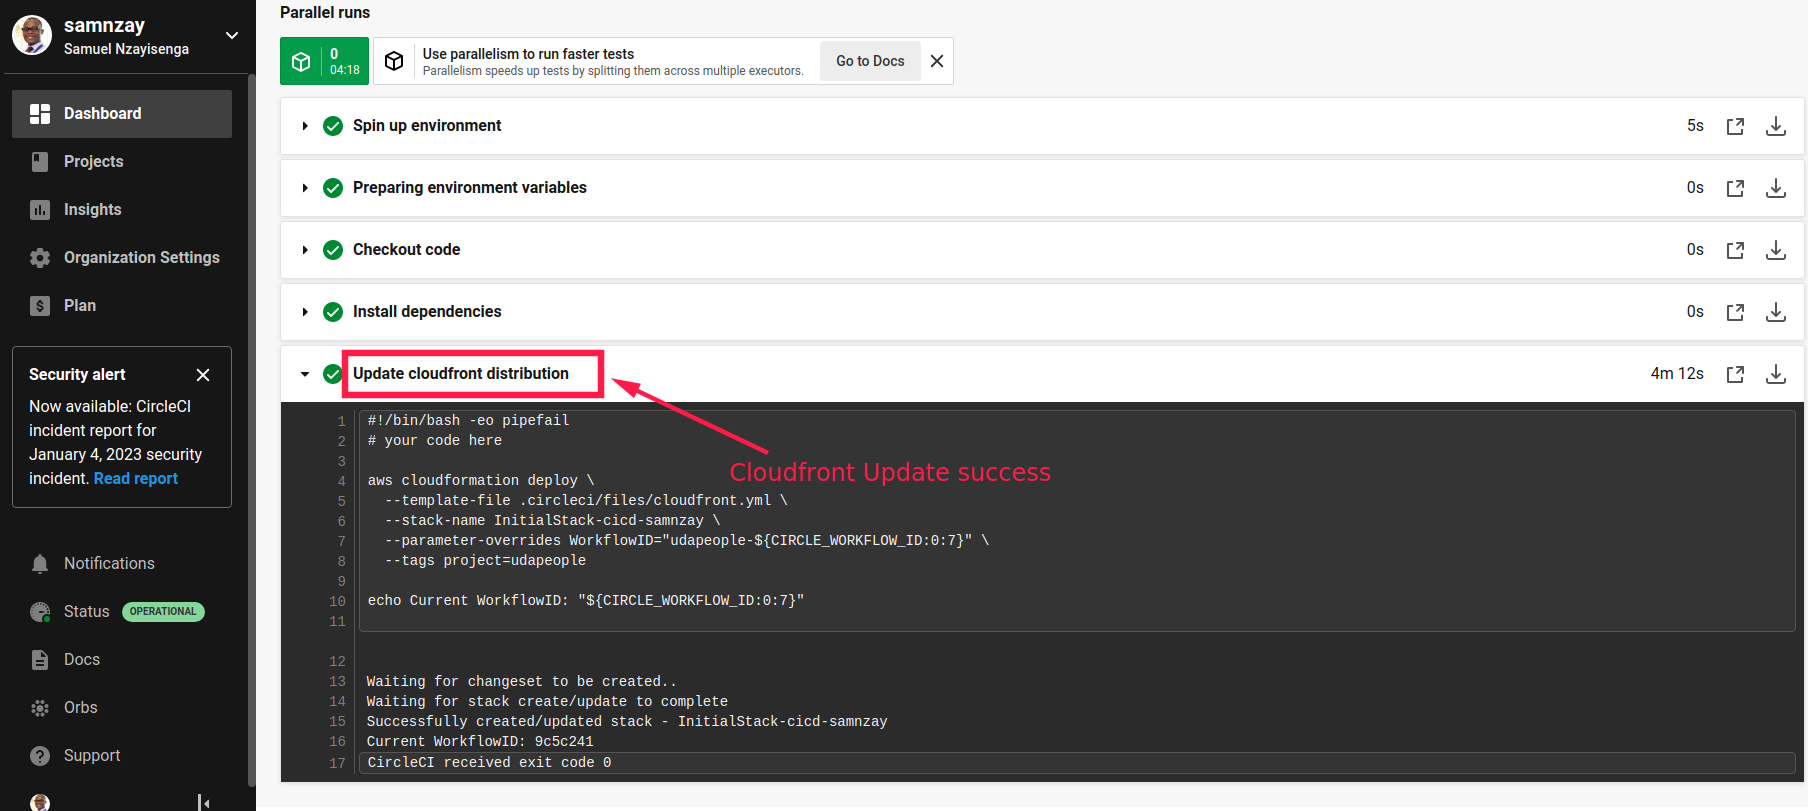 samnzay
Samuel Nzayisenga
Dashboard
Projects
Insights
Organization Settings
Plan
Security alert
Now available: CircleCI
incident report for
January 4, 2023 security
incident. Read report
Notifications
Status OPERATIONAL
Docs
Orbs
Support
Parallel runs
0
04:18
Use parallelism to run faster tests
Parallelism speeds up tests by splitting them across multiple executors.
Go to Docs
Spin up environment 5s
Preparing environment variables 0s
Checkout code 0s
Install dependencies 0s
Update cloudfront distribution 4m 12s
Cloudfront Update success
1 #!/bin/bash -eo pipefail
2 # your code here
3
4 aws cloudformation deploy \
5 --template-file .circleci/files/cloudfront.yml \
6 --stack-name InitialStack-cicd-samnzay \
7 --parameter-overrides WorkflowID="udapeople-${CIRCLE_WORKFLOW_ID:0:7}" \
8 --tags project=udapeople
9
10 echo Current WorkflowID: "${CIRCLE_WORKFLOW_ID:0:7}"
11
12
13 Waiting for changeset to be created..
14 Waiting for stack create/update to complete
15 Successfully created/updated stack - InitialStack-cicd-samnzay
16 Current WorkflowID: 9c5c241
17 CircleCI received exit code 0